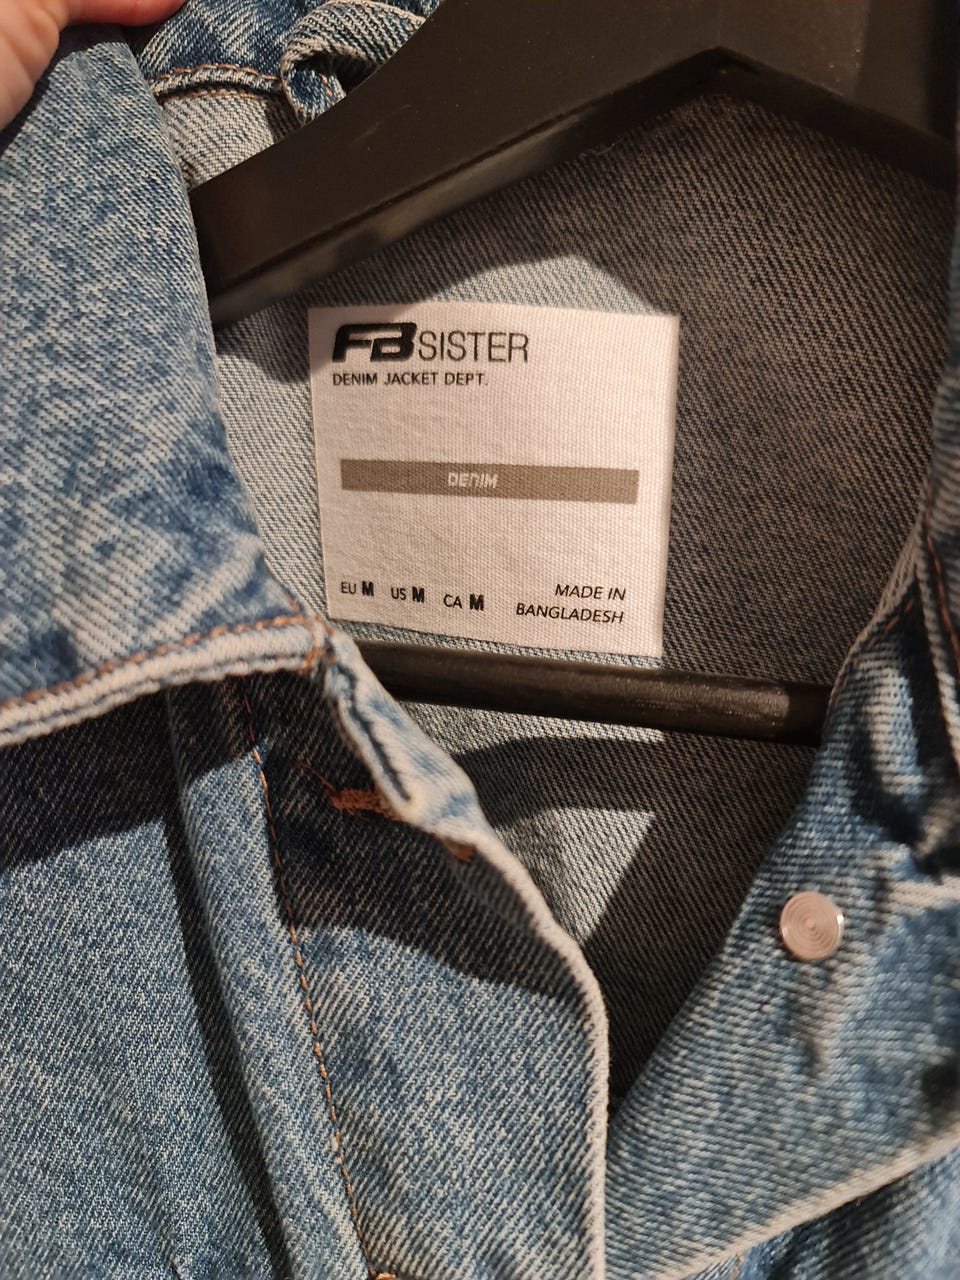 FB SISTER
DENIM JACKET DEPT.
DENIM
EU M US M CA M
MADE IN
BANGLADESH